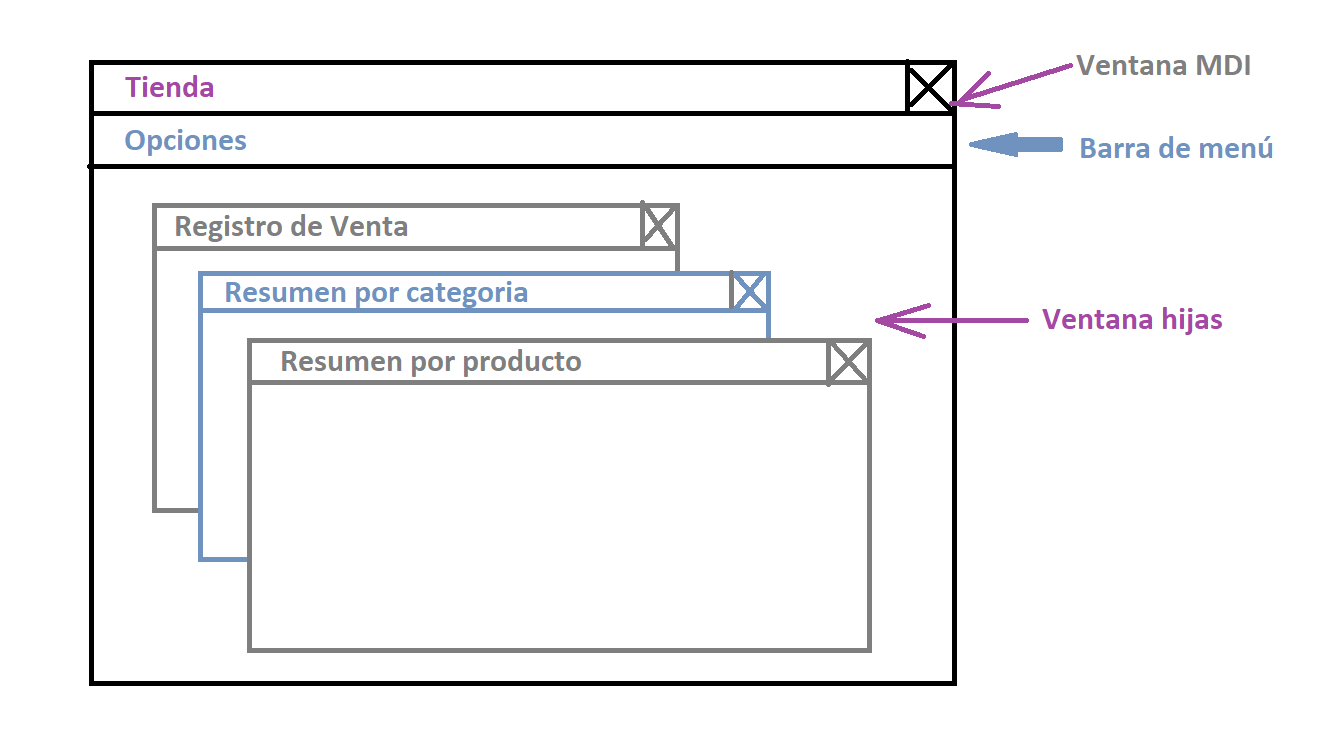 Ventana MDI
Tienda
Opciones
Barra de menú
Registro de Venta
Resumen por categoria
Ventana hijas
Resumen por producto